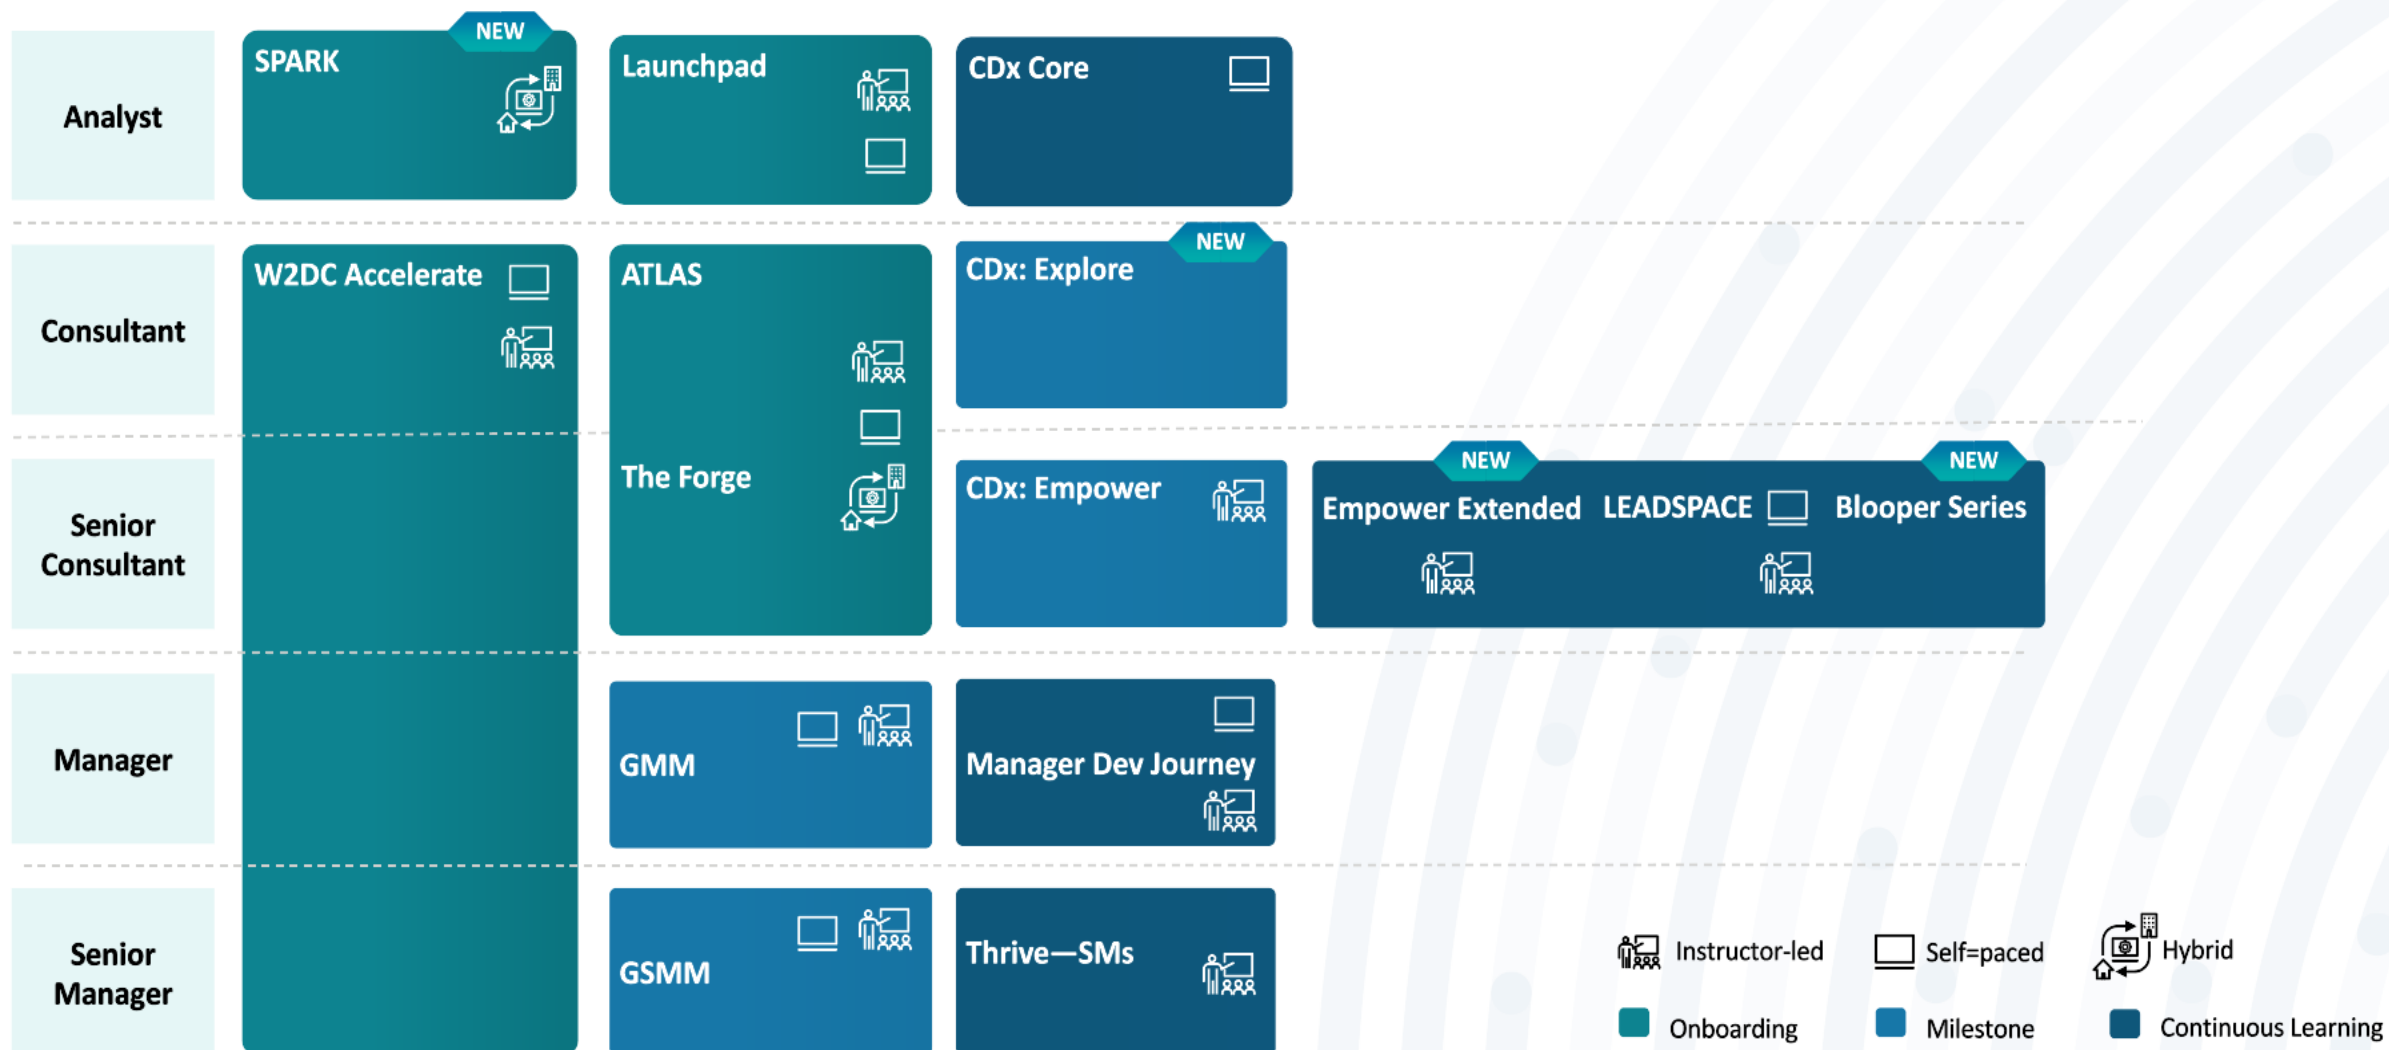 NEW
SPARK
Launchpad
CDx Core
Analyst
NEW
W2DC Accelerate
ATLAS
CDx: Explore
Consultant
NEW
NEW
The Forge
CDx: Empower
Empower Extended
LEADSPACE
Blooper Series
Senior
Consultant
Manager
GMM
Manager Dev Journey
Senior
Manager
GSMM
Thrive—SMs
Instructor-led
Self=paced
Hybrid
Onboarding
Milestone
Continuous Learning